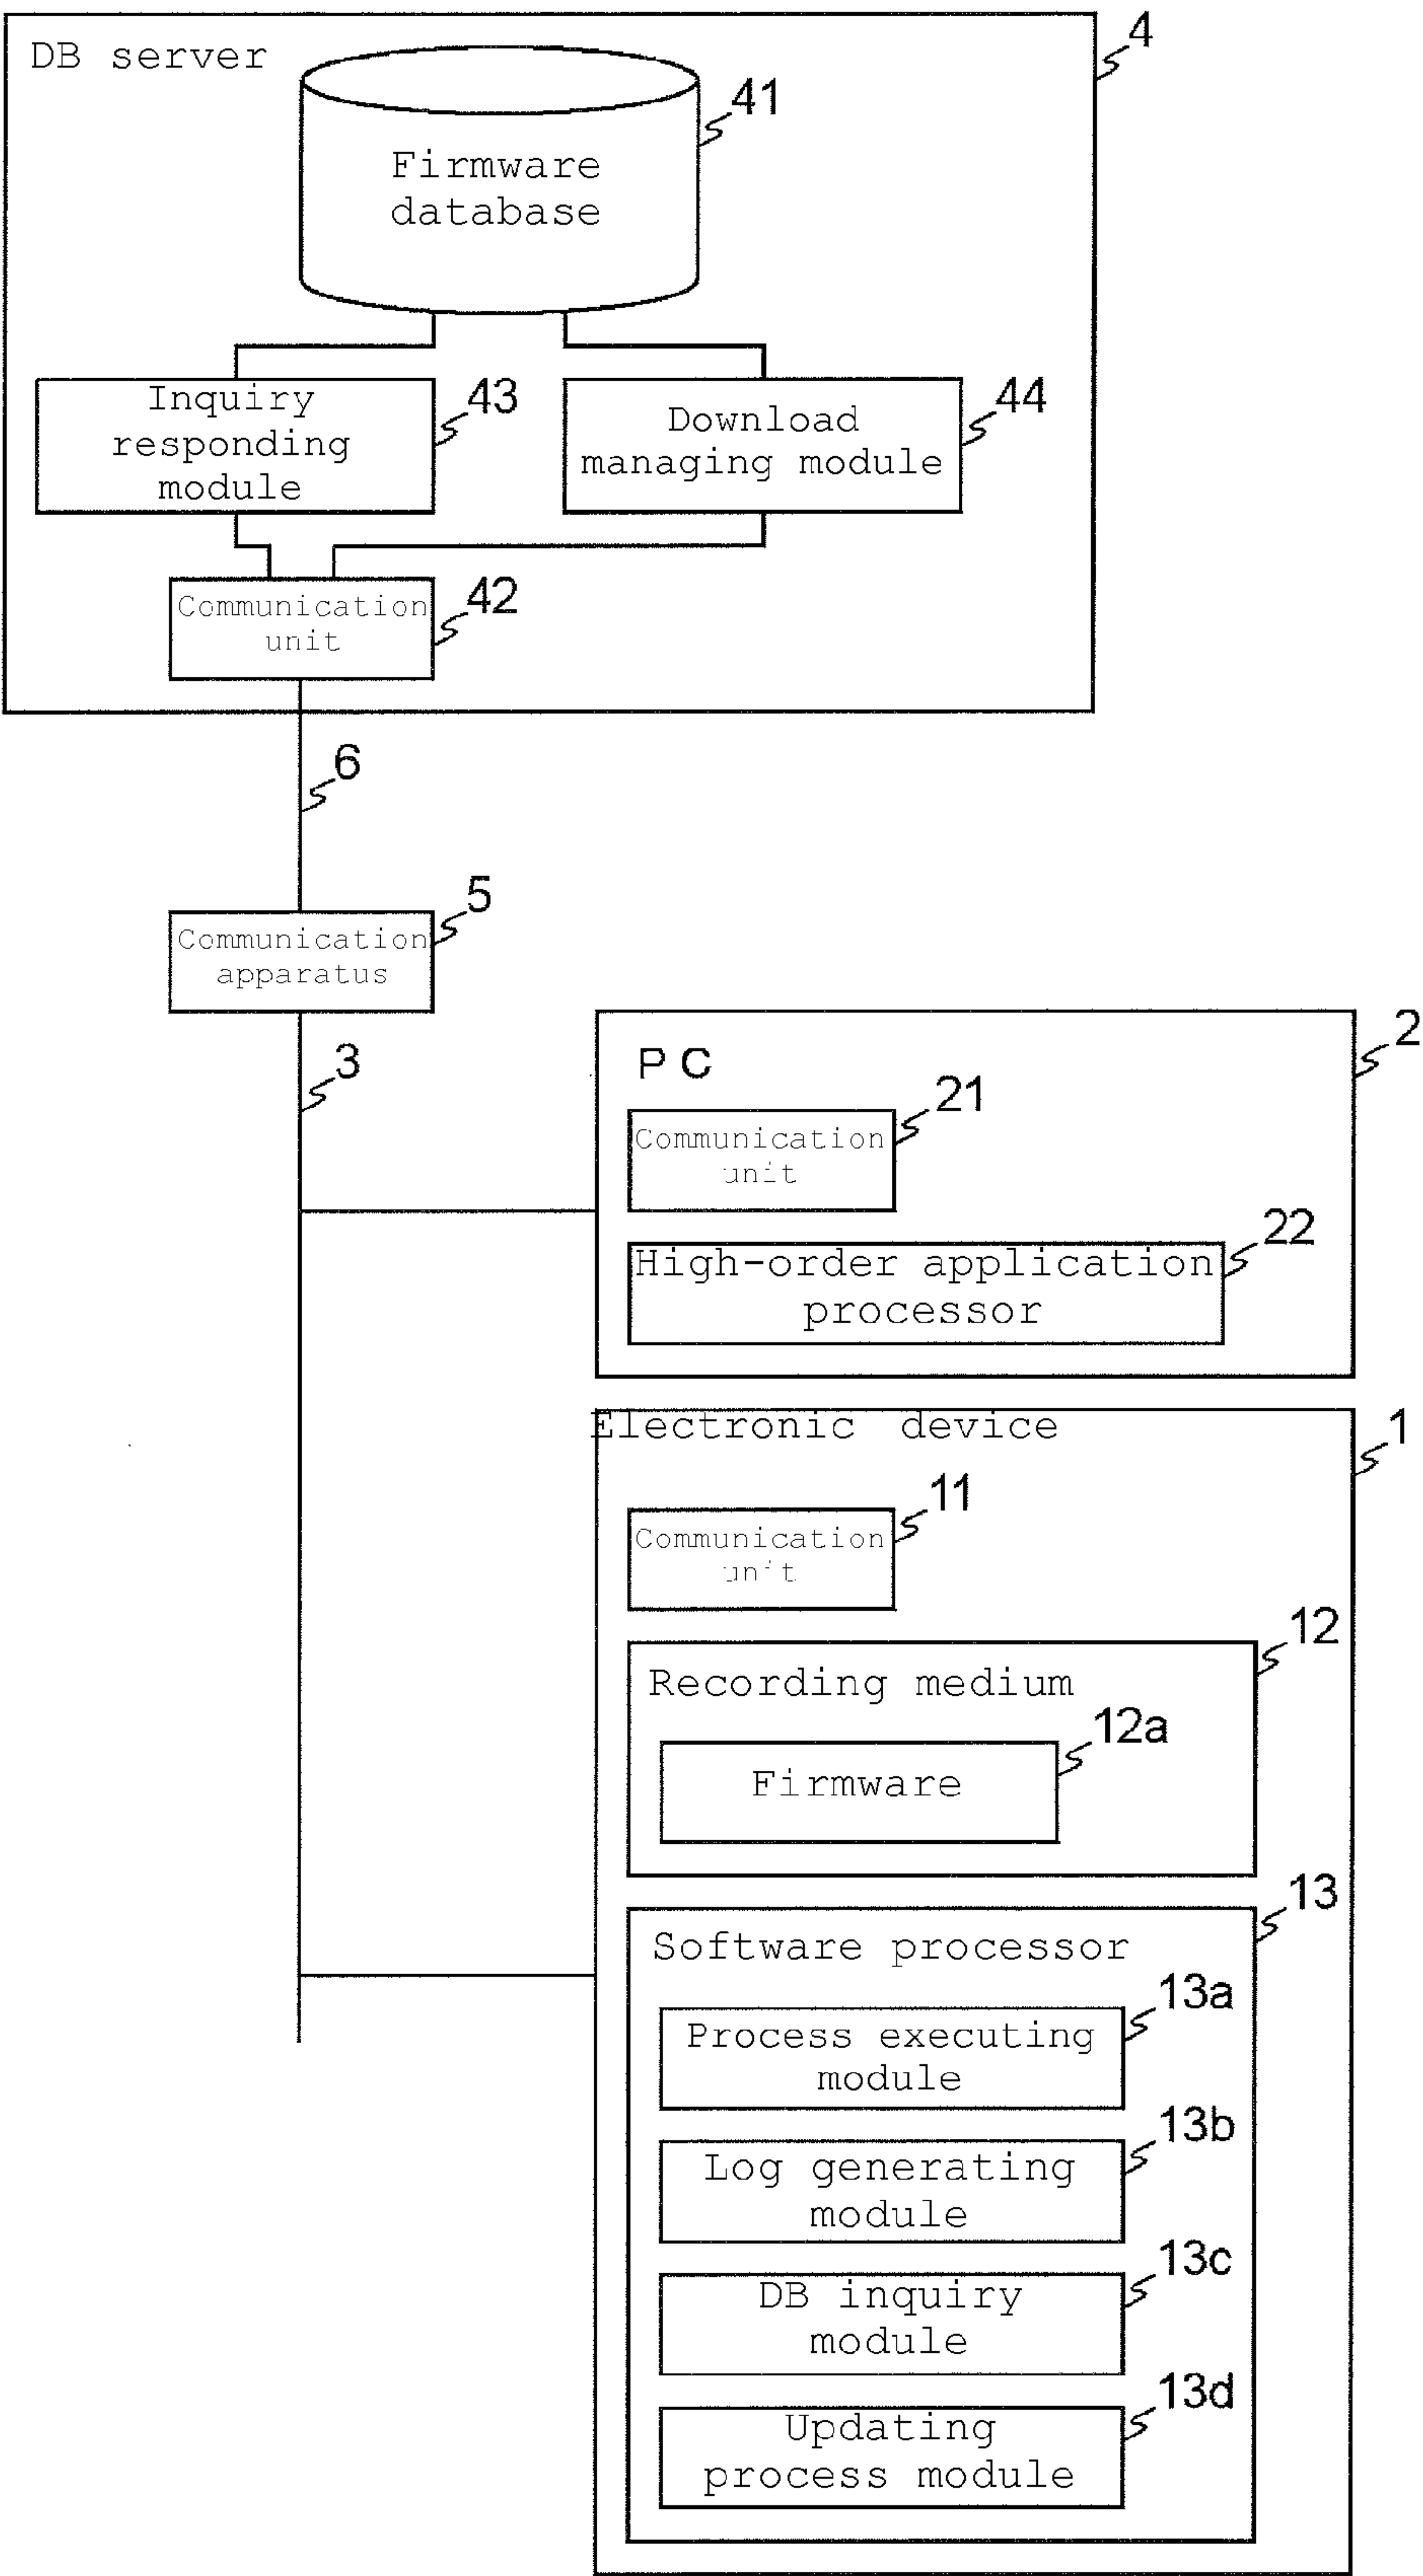 DB server
4
41
Firmware
database
43
Inquiry
responding
module
44
Download
managing module
42
Communication
unit
6
5
Communication
apparatus
3
2
PC
21
Communication
unit
22
High-order application
processor
1
Electronic device
11
Communication
unit
12
Recording medium
12a
Firmware
13
Software processor
13a
Process executing
module
13b
Log generating
module
13c
DB inquiry
module
13d
Updating
process module